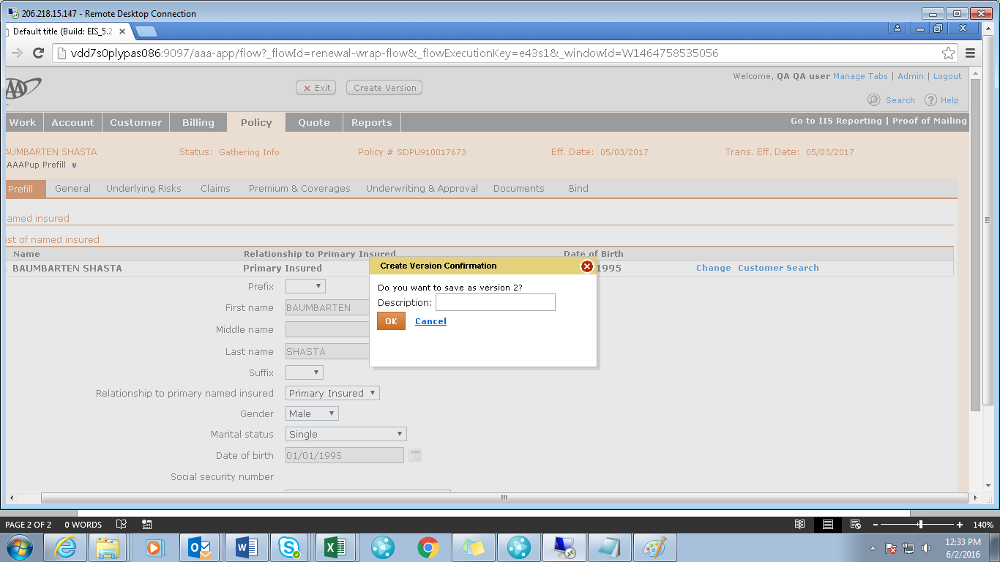 206.218.15.147 - Remote Desktop Connection
Default title (Build: EIS_5.2
vdd7s0plypas086:9097/aaa-app/flow?_flowId=renewal-wrap-flow&_flowExecutionKey=e43s1&_windowId=W1464758535056
Welcome, QA QA user Manage Tabs | Admin | Logout
Exit Create Version
Search Help
Work Account Customer Billing Policy Quote Reports Go to IIS Reporting | Proof of Mailing
AUMBARTEN SHASTA Status: Gathering Info Policy # SDPU910017673 Eff. Date: 05/03/2017 Trans. Eff. Date: 05/03/2017
AAAPup Prefill v
Prefill General Underlying Risks Claims Premium & Coverages Underwriting & Approval Documents Bind
amed insured
ist of named insured
Name Relationship to Primary Insured Date of Birth
BAUMBARTEN SHASTA Primary Insured 1995 Change Customer Search
Create Version Confirmation
Do you want to save as version 2?
Description:
OK Cancel
Prefix
First name BAUMBARTEN
Middle name
Last name SHASTA
Suffix
Relationship to primary named insured Primary Insured
Gender Male
Marital status Single
Date of birth 01/01/1995
Social security number
PAGE 2 OF 2 0 WORDS 140%
12:33 PM
6/2/2016